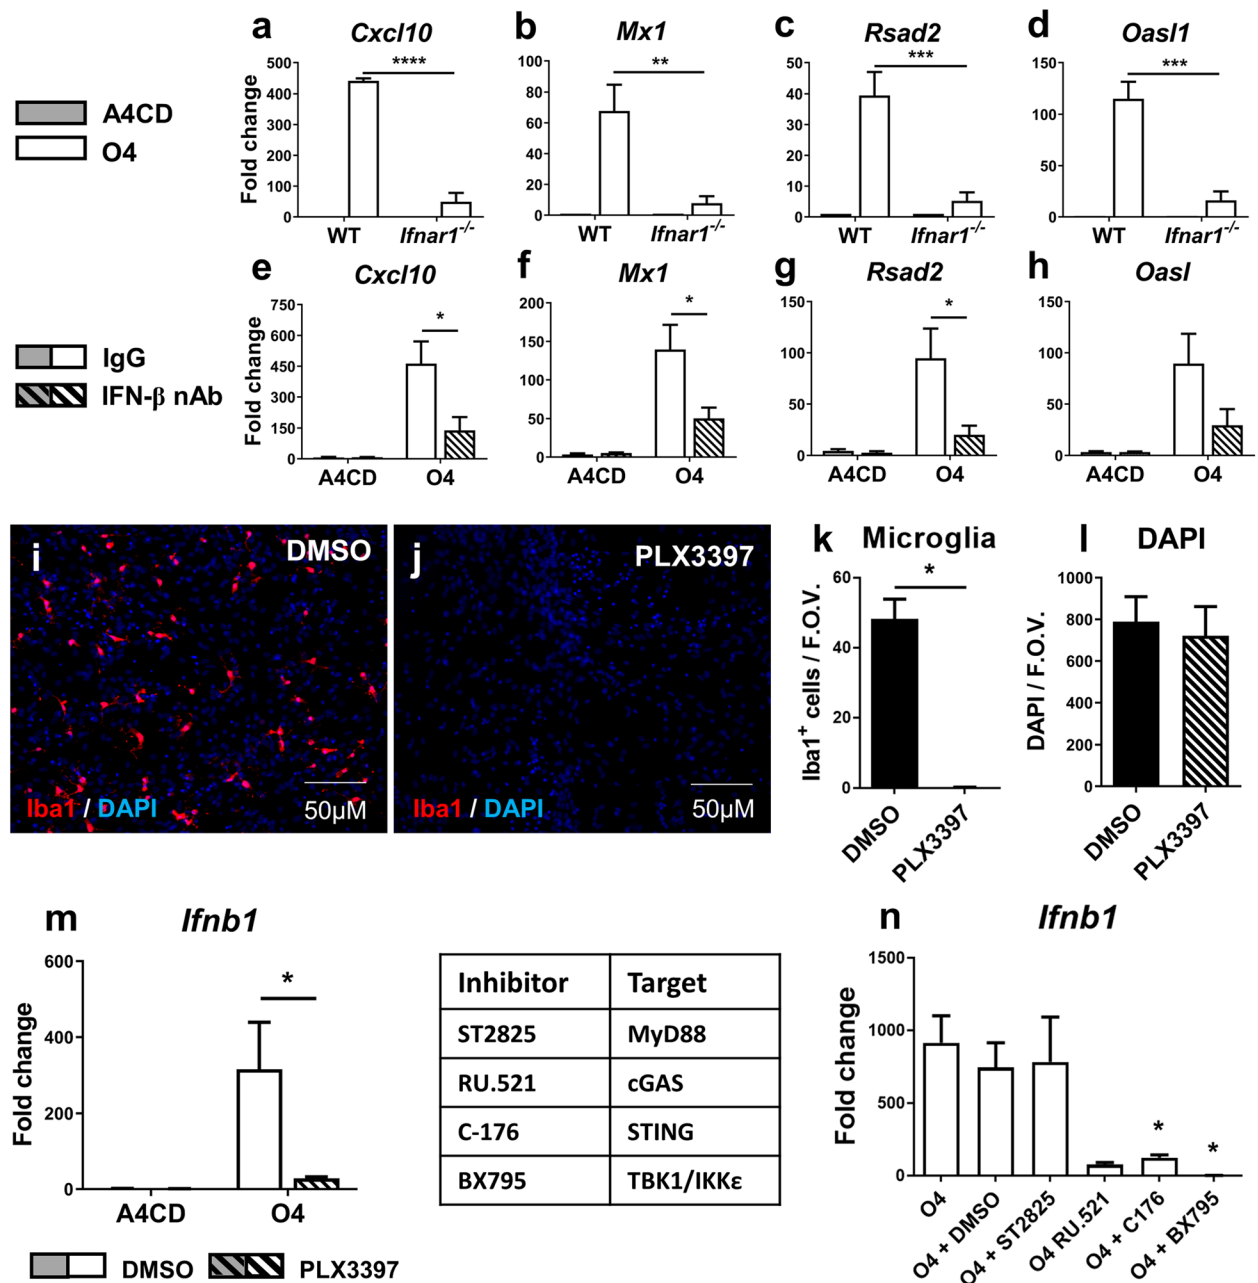 a Cxcl10
b Mx1
c Rsad2
d Oasl1
A4CD
O4
Fold change
500
400
300
200
100
0
****
WT Ifnar1-/-
100
80
60
40
20
0
**
WT Ifnar1-/-
50
40
30
20
10
0
***
WT Ifnar1-/-
150
100
50
0
***
WT Ifnar1-/-
e Cxcl10
f Mx1
g Rsad2
h Oasl
IgG
IFN-β nAb
Fold change
750
600
450
300
150
0
*
A4CD O4
200
150
100
50
0
*
A4CD O4
150
100
50
0
*
A4CD O4
150
100
50
0
A4CD O4
i DMSO
Iba1 / DAPI
50μM
j PLX3397
Iba1 / DAPI
50μM
k Microglia
Iba1+ cells / F.O.V.
60
40
20
0
*
DMSO
PLX3397
l DAPI
DAPI / F.O.V.
1000
800
600
400
200
0
DMSO
PLX3397
m Ifnb1
Fold change
600
400
200
0
*
A4CD O4
DMSO
PLX3397
Inhibitor Target
ST2825 MyD88
RU.521 cGAS
C-176 STING
BX795 TBK1/IKKε
n Ifnb1
Fold change
1500
1000
500
0
*
*
O4
O4 + DMSO
O4 + ST2825
O4 RU.521
O4 + C176
O4 + BX795